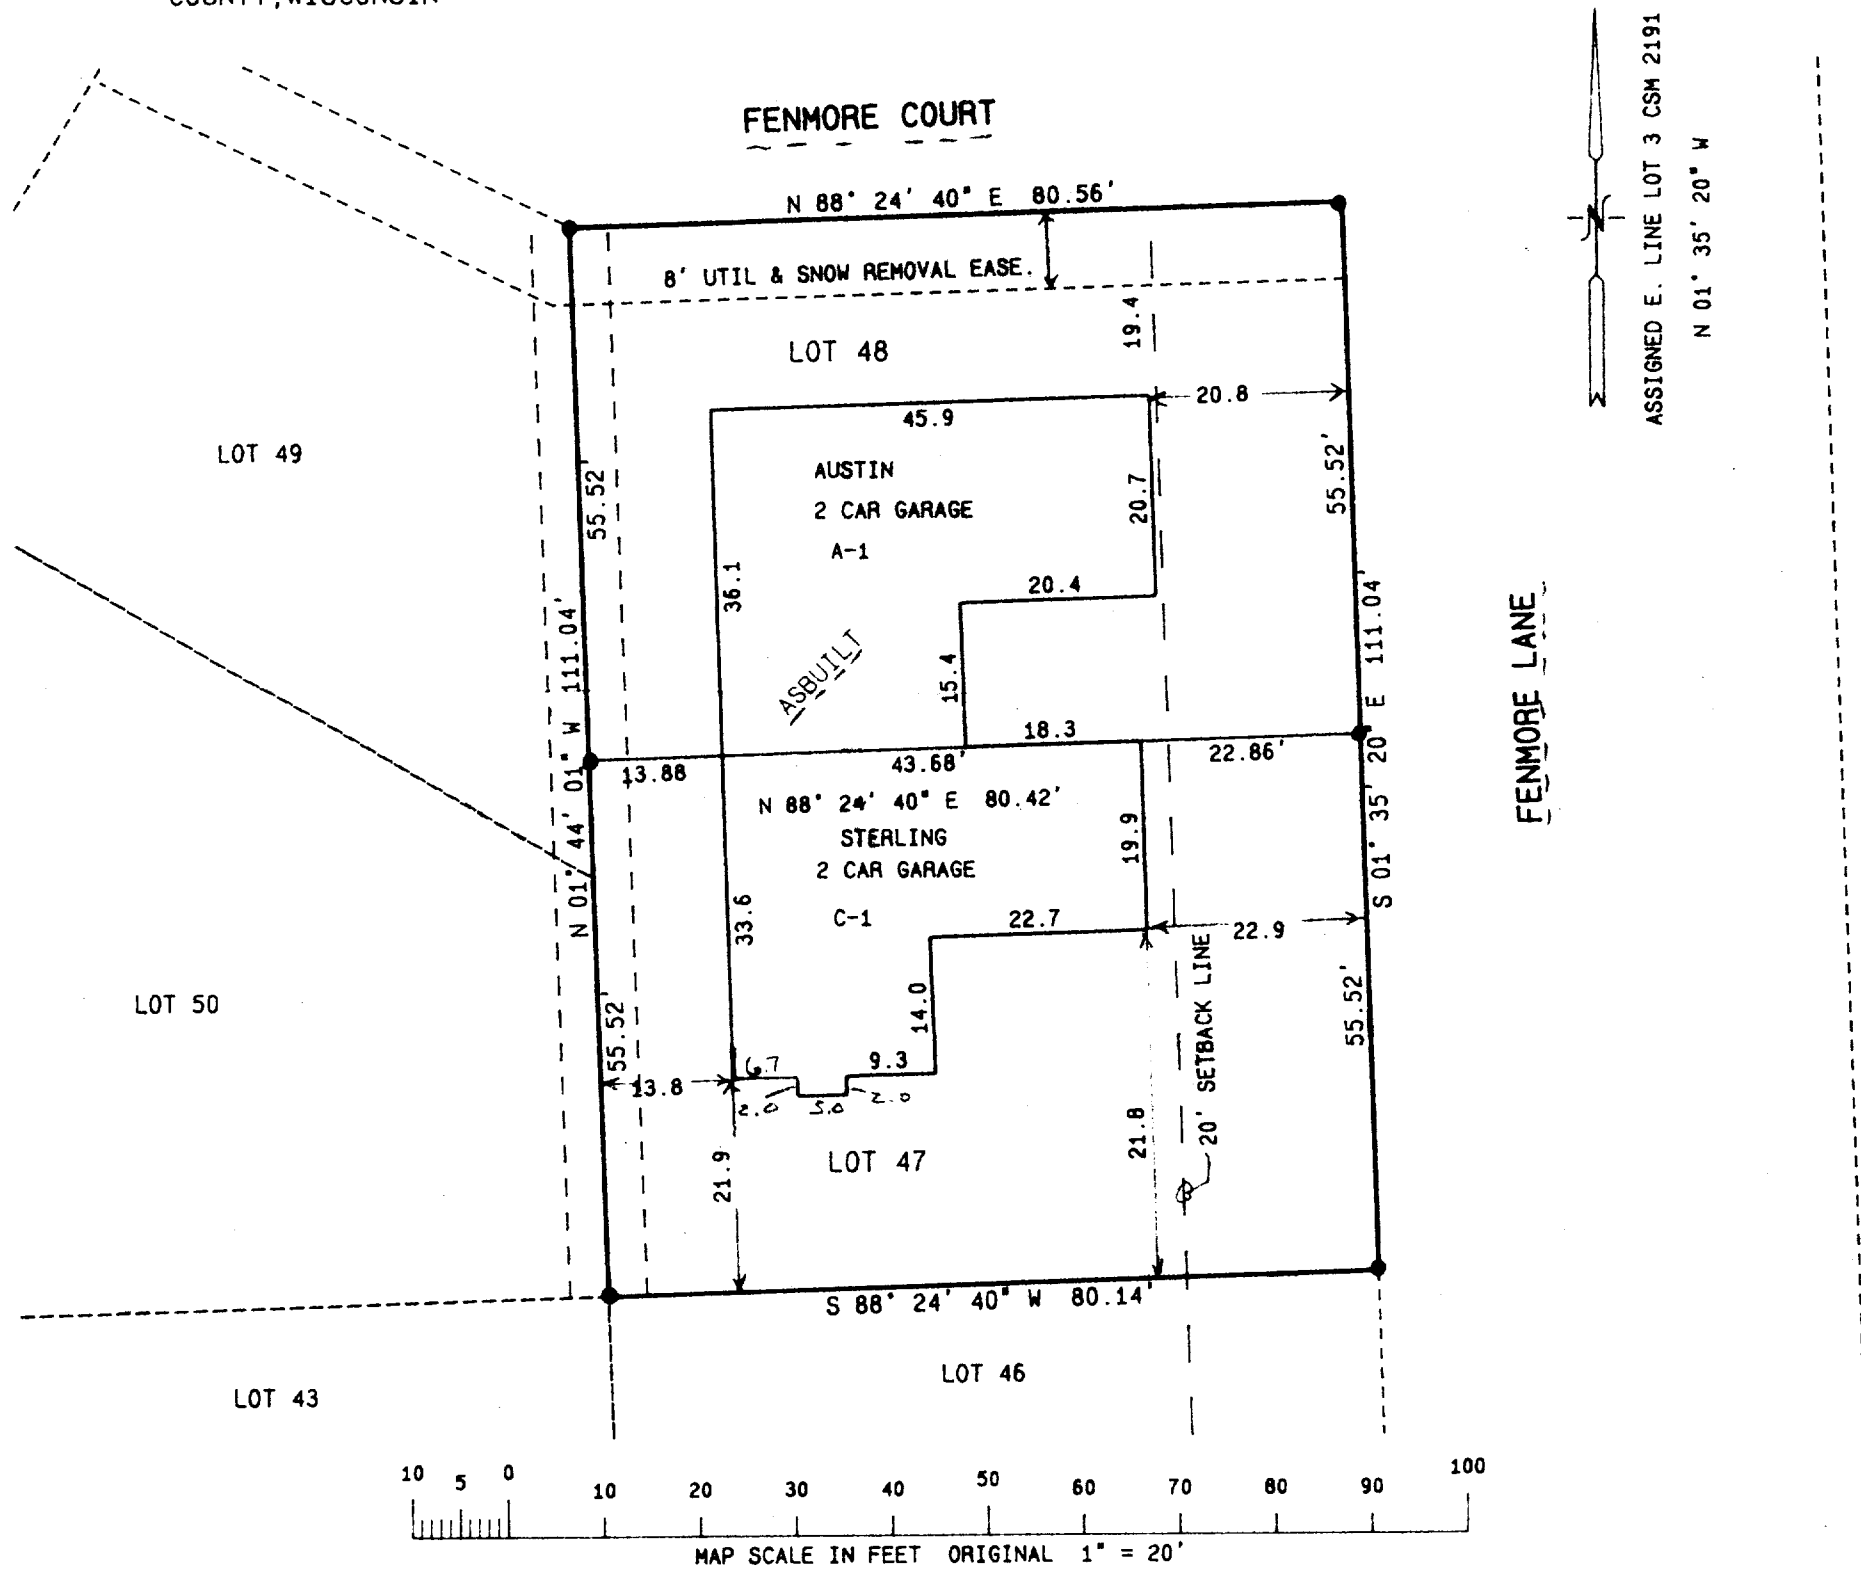 COUNTY, WISCONSIN
FENMORE COURT
N 88° 24' 40" E 80.56'
8' UTIL & SNOW REMOVAL EASE.
19.4
LOT 48
20.8
45.9
LOT 49
AUSTIN
2 CAR GARAGE
A-1
55.52'
20.7
55.52'
36.1
20.4
ASBUILT
15.4
N 01° 44' 01" W 111.04'
S 01° 35' 20" E 111.04'
FENMORE LANE
ASSIGNED E. LINE LOT 3 CSM 2191
N 01° 35' 20" W
N
18.3
13.88
43.68'
22.86'
N 88° 24' 40" E 80.42'
STERLING
2 CAR GARAGE
C-1
19.9
33.6
22.7
22.9
LOT 50
14.0
55.52'
55.52'
20' SETBACK LINE
6.7
9.3
13.8
2.0
5.0
2.0
21.9
LOT 47
21.8
S 88° 24' 40" W 80.14'
LOT 46
LOT 43
10 5 0 10 20 30 40 50 60 70 80 90 100
MAP SCALE IN FEET ORIGINAL 1" = 20'